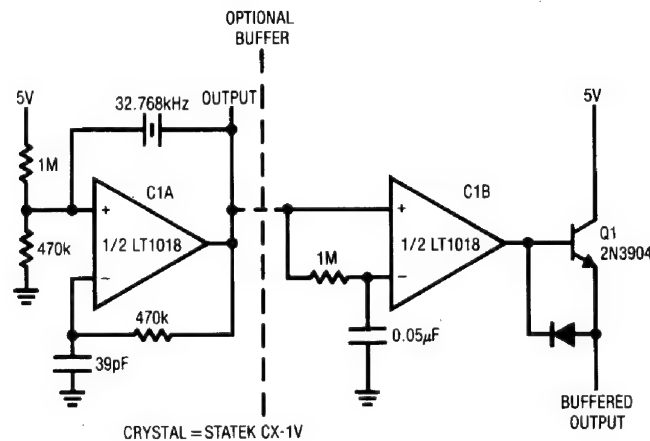 OPTIONAL
BUFFER
5V
32.768kHz
OUTPUT
5V
1M
C1A
C1B
+
1/2 LT1018
−
470k
470k
39pF
+
1/2 LT1018
−
1M
0.05µF
Q1
2N3904
BUFFERED
OUTPUT
CRYSTAL = STATEK CX-1V